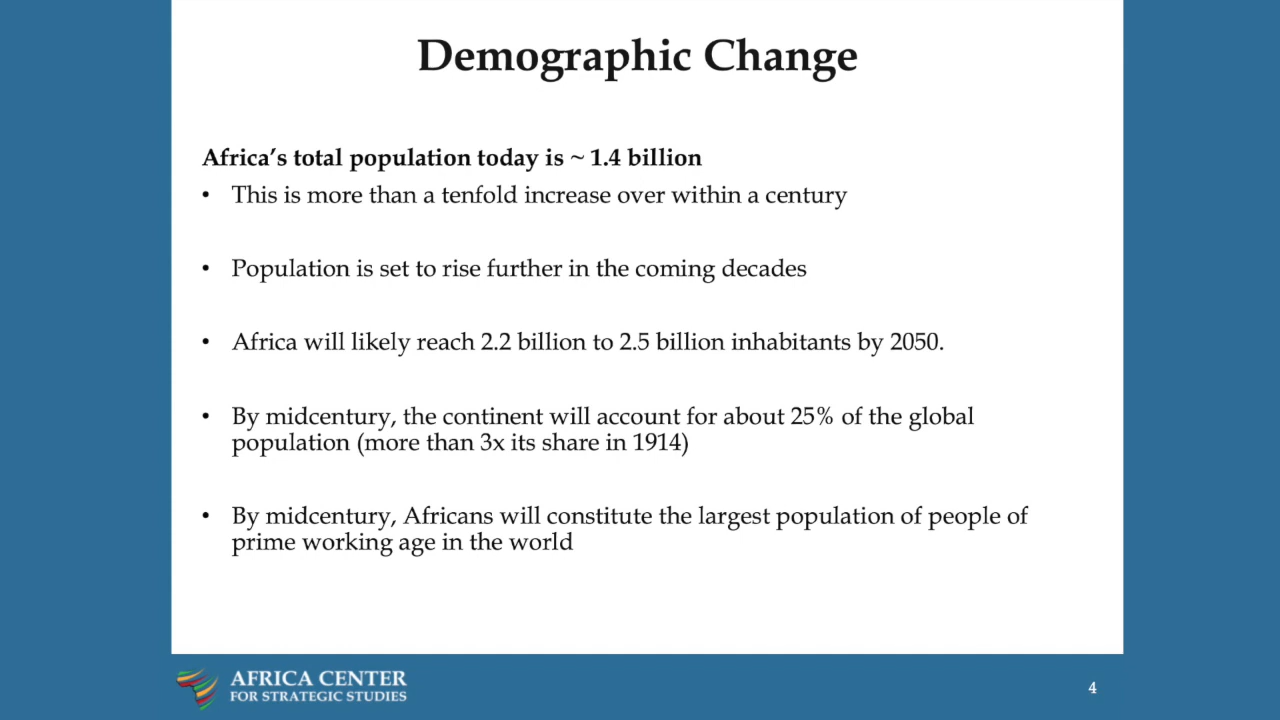 Demographic Change
Africa’s total population today is ~ 1.4 billion
• This is more than a tenfold increase over within a century
• Population is set to rise further in the coming decades
• Africa will likely reach 2.2 billion to 2.5 billion inhabitants by 2050.
• By midcentury, the continent will account for about 25% of the global
population (more than 3x its share in 1914)
• By midcentury, Africans will constitute the largest population of people of
prime working age in the world
AFRICA CENTER
FOR STRATEGIC STUDIES
4